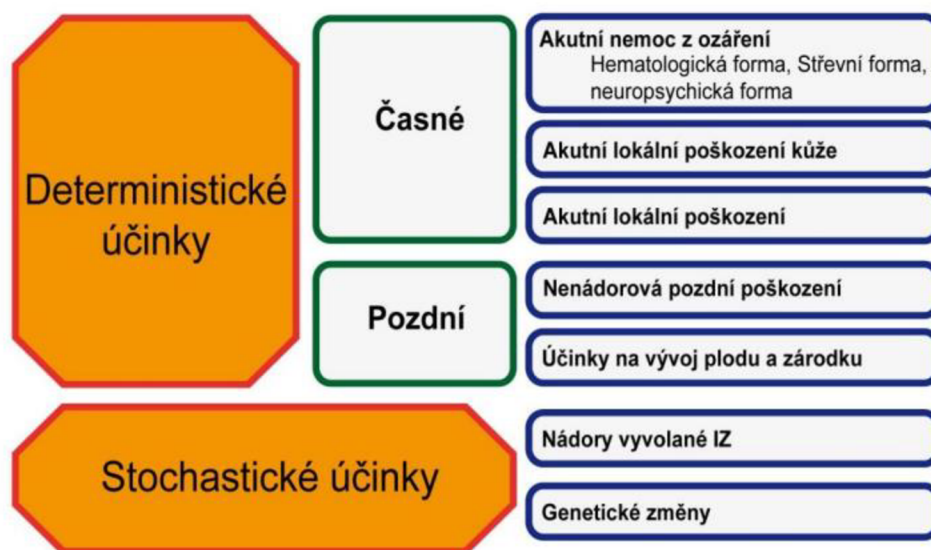 Deterministické
účinky
Časné
Akutní nemoc z ozáření
Hematologická forma, Střevní forma,
neuropsychická forma
Akutní lokální poškození kůže
Akutní lokální poškození
Pozdní
Nenádorová pozdní poškození
Účinky na vývoj plodu a zárodku
Stochastické účinky
Nádory vyvolané IZ
Genetické změny